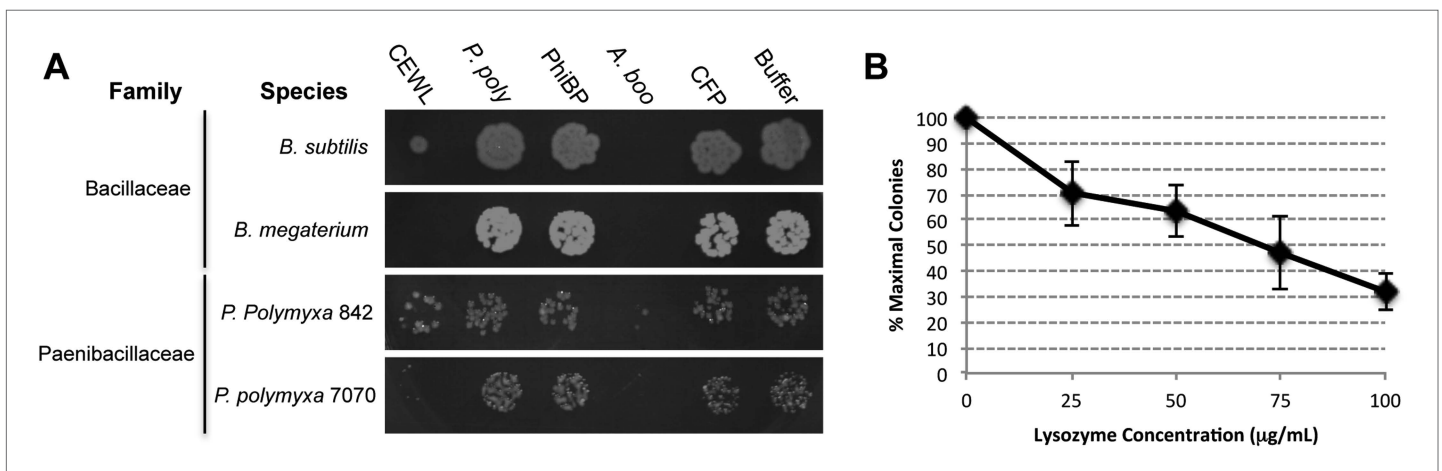 A
Family
Species
CEWL
P. poly
PhiBP
A. boo
CFP
Buffer
Bacillaceae
B. subtilis
B. megaterium
Paenibacillaceae
P. Polymyxa 842
P. polymyxa 7070
B
% Maximal Colonies
100
90
80
70
60
50
40
30
20
10
0
0 25 50 75 100
Lysozyme Concentration (μg/mL)